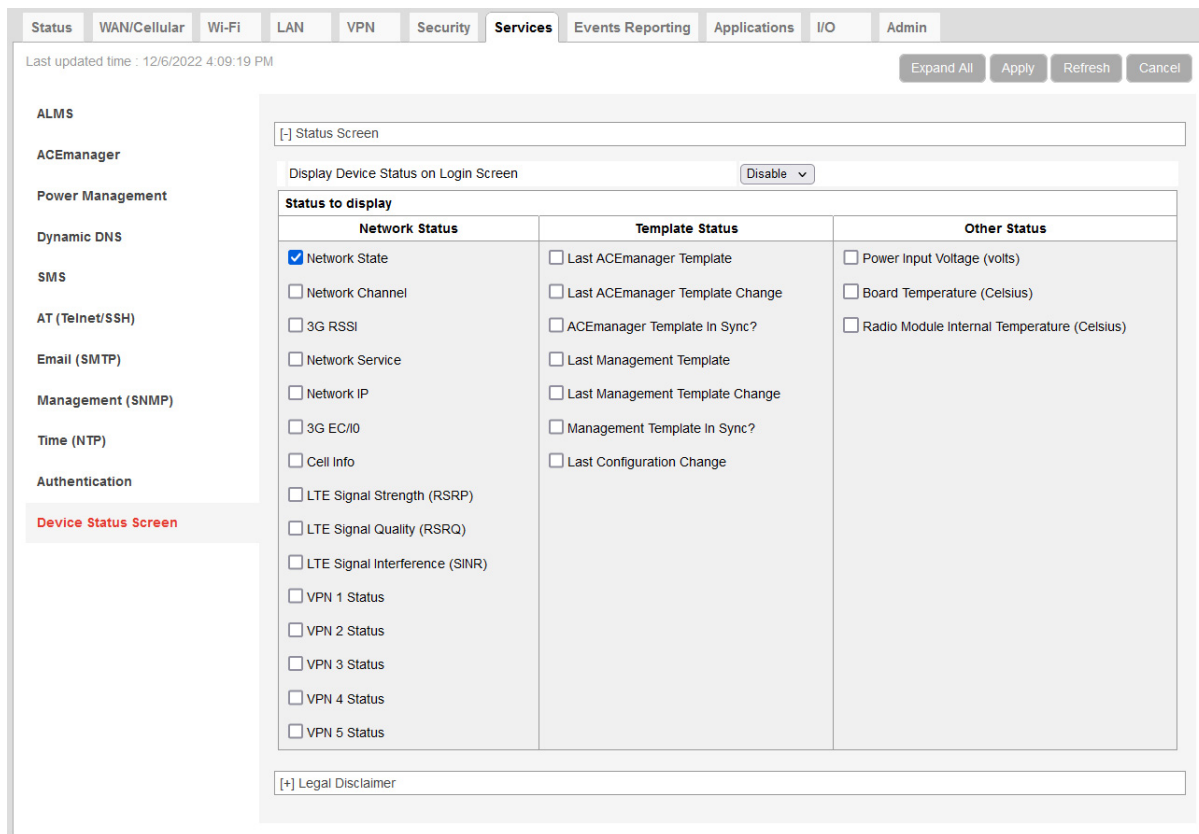 Status WAN/Cellular Wi-Fi LAN VPN Security Services Events Reporting Applications I/O Admin
Last updated time : 12/6/2022 4:09:19 PM
Expand All Apply Refresh Cancel
ALMS
ACEmanager
Power Management
Dynamic DNS
SMS
AT (Telnet/SSH)
Email (SMTP)
Management (SNMP)
Time (NTP)
Authentication
Device Status Screen
[-] Status Screen
Display Device Status on Login Screen Disable
Status to display
Network Status Template Status Other Status
Network State Last ACEmanager Template Power Input Voltage (volts)
Network Channel Last ACEmanager Template Change Board Temperature (Celsius)
3G RSSI ACEmanager Template In Sync? Radio Module Internal Temperature (Celsius)
Network Service Last Management Template
Network IP Last Management Template Change
3G EC/I0 Management Template In Sync?
Cell Info Last Configuration Change
LTE Signal Strength (RSRP)
LTE Signal Quality (RSRQ)
LTE Signal Interference (SINR)
VPN 1 Status
VPN 2 Status
VPN 3 Status
VPN 4 Status
VPN 5 Status
[+] Legal Disclaimer